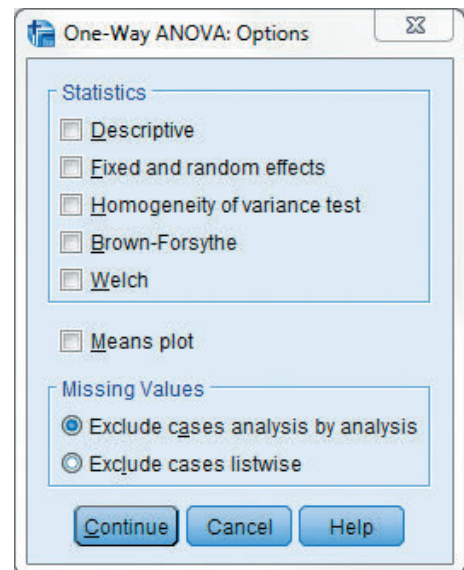 One-Way ANOVA: Options
Statistics
Descriptive
Fixed and random effects
Homogeneity of variance test
Brown-Forsythe
Welch
Means plot
Missing Values
Exclude cases analysis by analysis
Exclude cases listwise
Continue Cancel Help